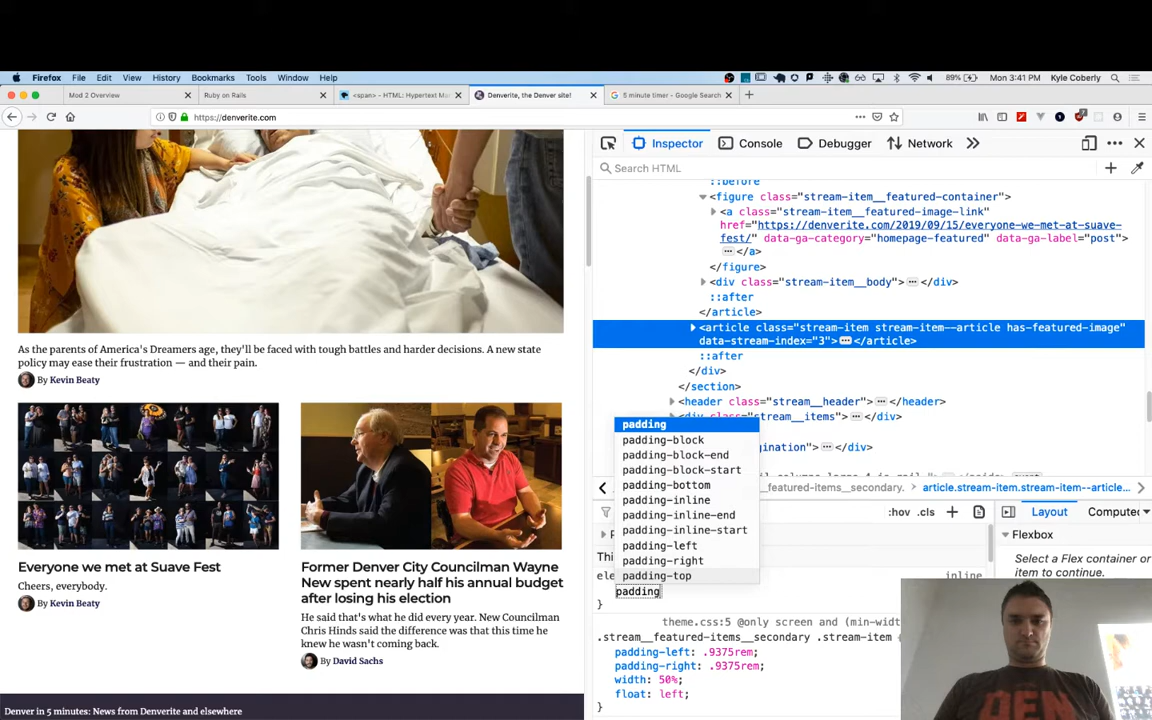 Firefox File Edit View History Bookmarks Tools Window Help 89% Mon 3:41 PM Kyle Coberly
Mod 2 Overview Ruby on Rails <span> - HTML: Hypertext Ma Denverite, the Denver site! 5 minute timer - Google Search
https://denverite.com
As the parents of America's Dreamers age, they'll be faced with tough battles and harder decisions. A new state
policy may ease their frustration — and their pain.
By Kevin Beaty
Everyone we met at Suave Fest
Cheers, everybody.
By Kevin Beaty
Former Denver City Councilman Wayne
New spent nearly half his annual budget
after losing his election
He said that's what he did every year. New Councilman
Chris Hinds said the difference was that this time he
knew he wasn't coming back.
By David Sachs
Denver in 5 minutes: News from Denverite and elsewhere
Inspector Console Debugger Network
Search HTML
::before
<figure class="stream-item__featured-container">
<a class="stream-item__featured-image-link"
href="https://denverite.com/2019/09/15/everyone-we-met-at-suave-
fest/" data-ga-category="homepage-featured" data-ga-label="post">
</a>
</figure>
<div class="stream-item__body"> </div>
::after
</article>
<article class="stream-item stream-item--article has-featured-image"
data-stream-index="3"> </article>
::after
</div>
</section>
<header class="stream__header"> </header>
<div class="stream__items"> </div>
gination"> </div>
padding
padding-block
padding-block-end
padding-block-start
padding-bottom
padding-inline
padding-inline-end
padding-inline-start
padding-left
padding-right
padding-top
_featured-items__secondary. article.stream-item.stream-item--article...
:hov .cls
Layout Compute
Flexbox
Select a Flex container or
item to continue.
inline
padding
}
theme.css:5 @only screen and (min-widt
.stream__featured-items__secondary .stream-item {
padding-left: .9375rem;
padding-right: .9375rem;
width: 50%;
float: left;
}
DEN